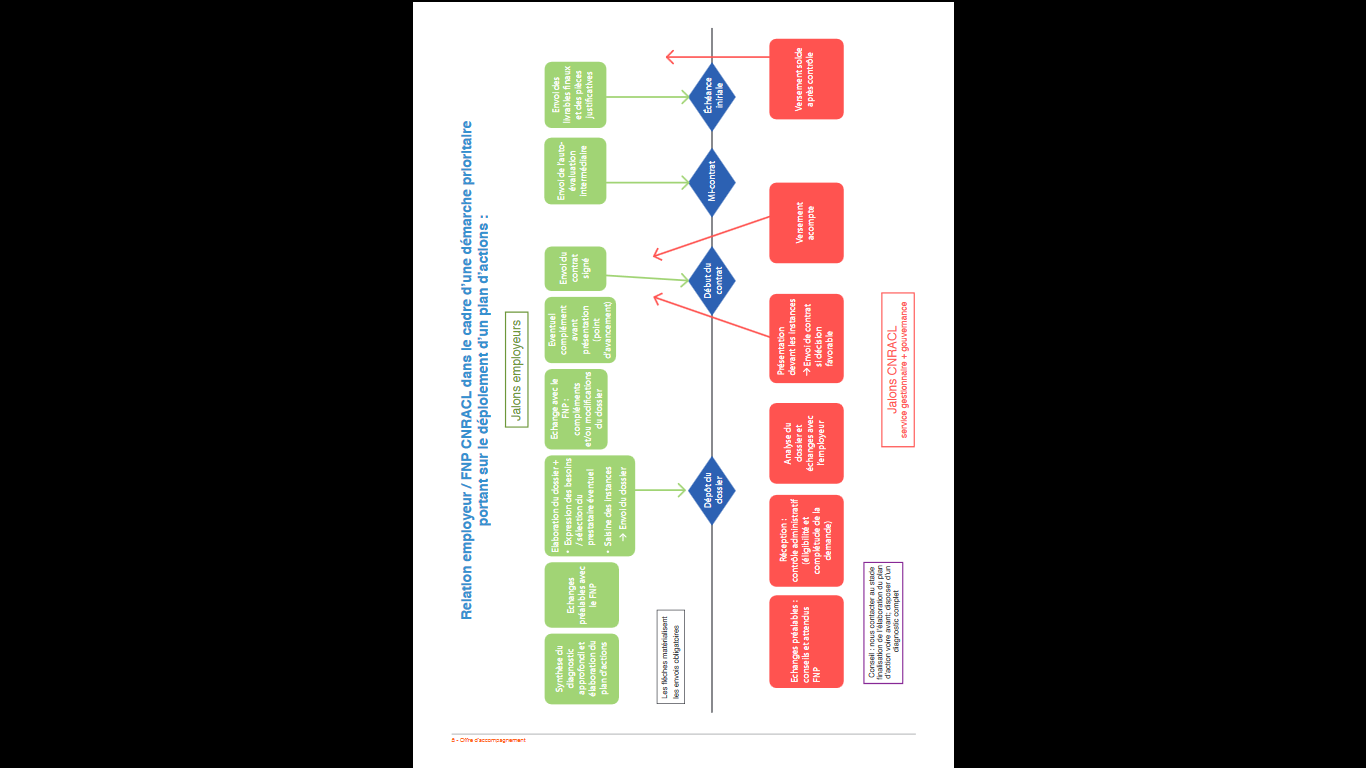 Relation employeur / FNP CNRACL dans le cadre d'une démarche prioritaire
portant sur le déploiement d'un plan d'actions :
Jalons employeurs
Synthèse du
diagnostic
approfondi et
élaboration du
plan d'actions
Echanges
préalables avec
le FNP
Elaboration du dossier +
• Expression des besoins
/ sélection du
prestataire éventuel
• Saisine des instances
→ Envoi du dossier
Echange avec le
FNP :
compléments
et/ou modifications
du dossier
Eventuel
complément
avant
présentation
(point
d'avancement)
Envoi du
contrat
signé
Envoi de l'auto-
évaluation
intermédiaire
Envoi des
livrables finaux
et des pièces
justificatives
Les flèches matérialisent
les envois obligatoires
Dépôt du
dossier
Début du
contrat
Mi-contrat
Echéance
initiale
Echanges préalables :
conseils et attendus
FNP
Réception :
contrôle administratif
(éligibilité et
complétude de la
demande)
Analyse du
dossier et
échanges avec
l'employeur
Présentation
devant les instances
→ Envoi de contrat
si décision
favorable
Versement
acompte
Versement solde
après contrôle
Conseil : nous contacter au stade
finalisation de l'élaboration du plan
d'action voire avant; disposer d'un
diagnostic complet
Jalons CNRACL
service gestionnaire + gouvernance
5 – Offre d'accompagnement